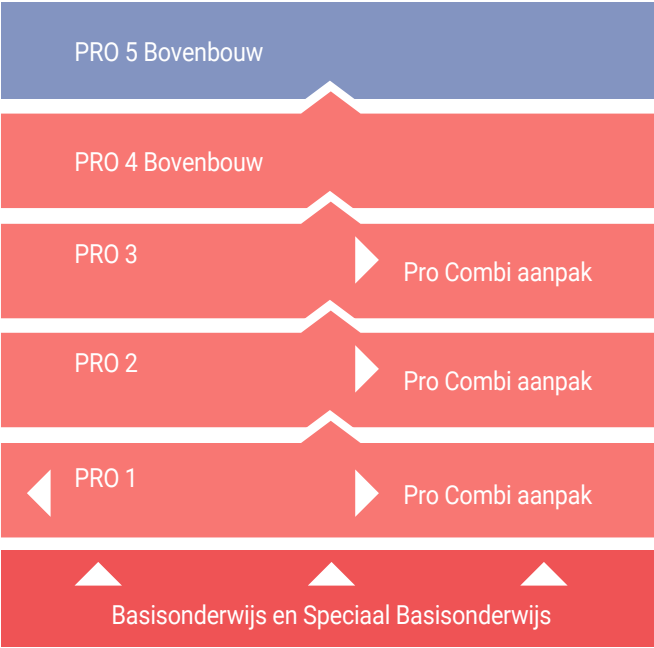 PRO 5 Bovenbouw
PRO 4 Bovenbouw
PRO 3
Pro Combi aanpak
PRO 2
Pro Combi aanpak
PRO 1
Pro Combi aanpak
Basisonderwijs en Speciaal Basisonderwijs